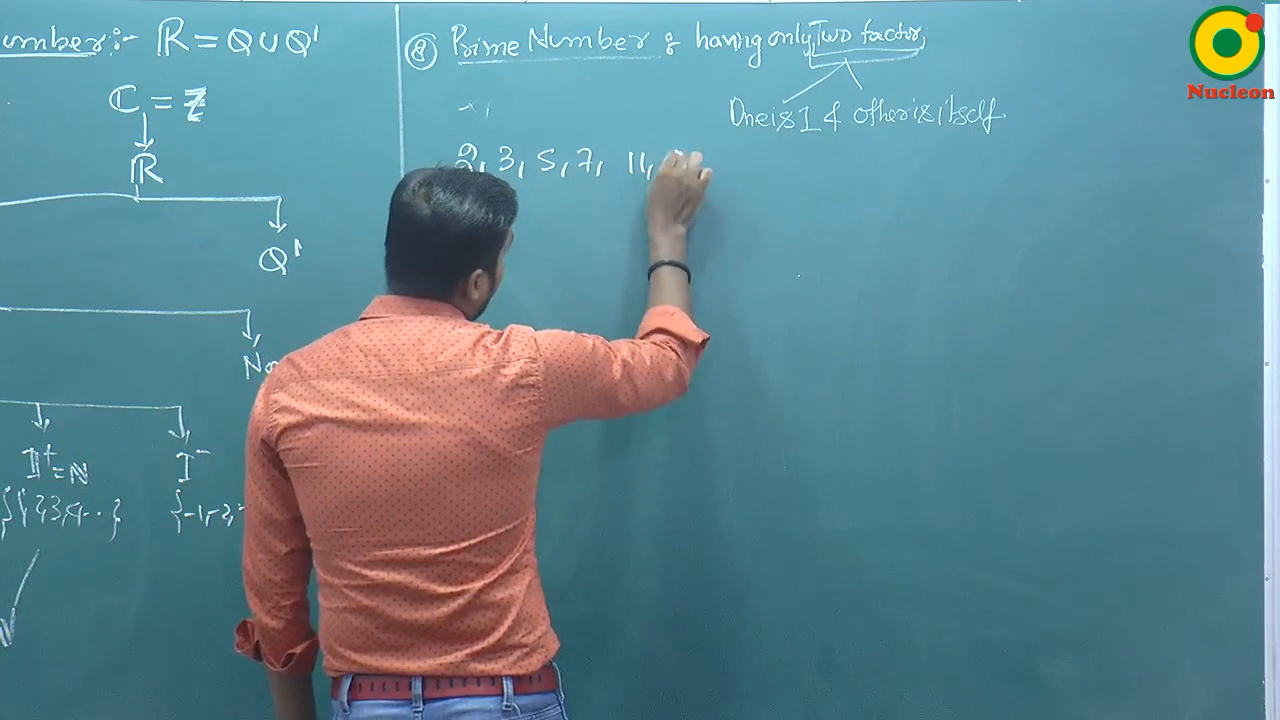 umber:- ℝ = Q ∪ Q'
ℂ = Z
ℝ
Q'
I⁺ = ℕ
I⁻
{-1, -2,
⑧ Prime Number : having only Two factor,
One is 1 & other is itself
2, 3, 5, 7, 11,
Nucleon